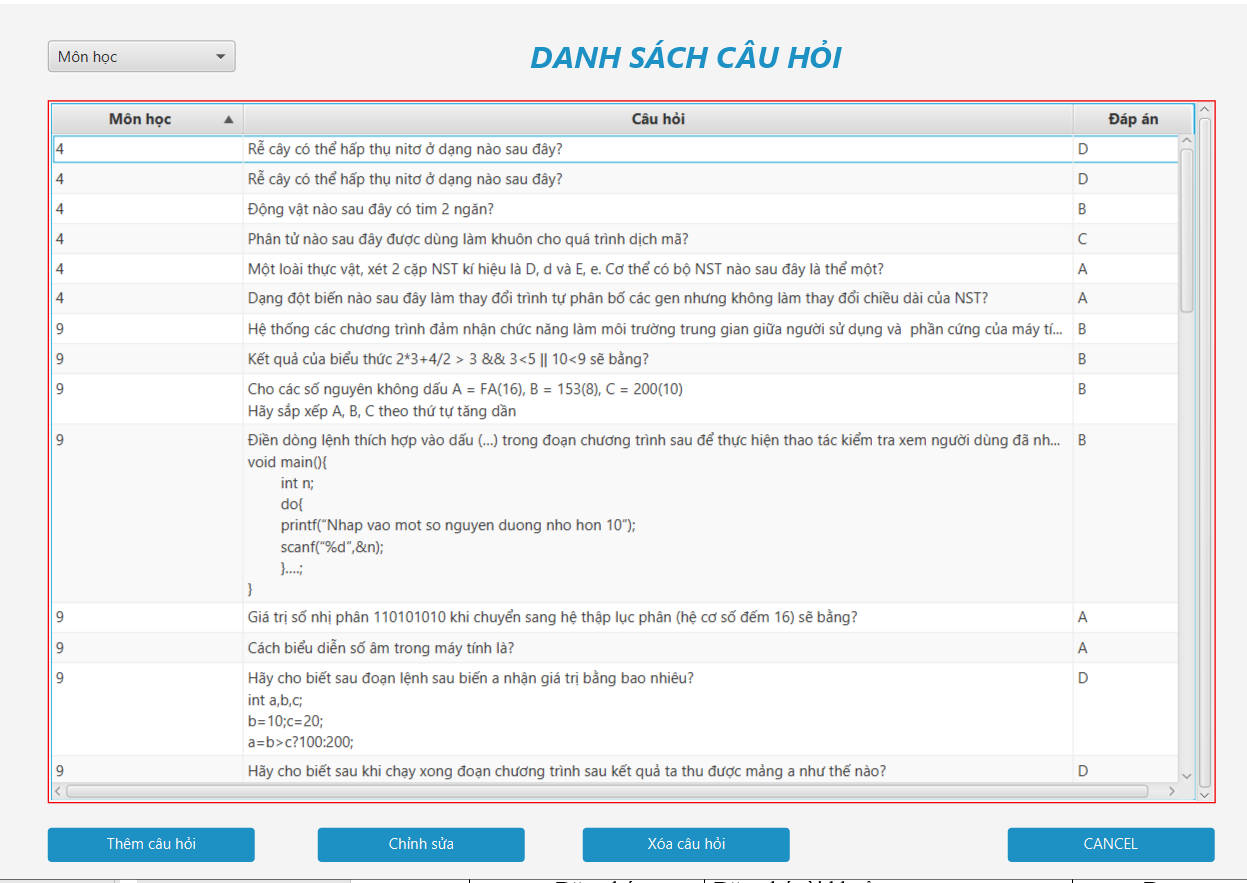 Môn học
DANH SÁCH CÂU HỎI
Môn học Câu hỏi Đáp án
4 Rễ cây có thể hấp thụ nitơ ở dạng nào sau đây? D
4 Rễ cây có thể hấp thụ nitơ ở dạng nào sau đây? D
4 Động vật nào sau đây có tim 2 ngăn? B
4 Phân tử nào sau đây được dùng làm khuôn cho quá trình dịch mã? C
4 Một loài thực vật, xét 2 cặp NST kí hiệu là D, d và E, e. Cơ thể có bộ NST nào sau đây là thể một? A
4 Dạng đột biến nào sau đây làm thay đổi trình tự phân bố các gen nhưng không làm thay đổi chiều dài của NST? A
9 Hệ thống các chương trình đảm nhận chức năng làm môi trường trung gian giữa người sử dụng và phần cứng của máy tí... B
9 Kết quả của biểu thức 2*3+4/2 > 3 && 3<5 || 10<9 sẽ bằng? B
9 Cho các số nguyên không dấu A = FA(16), B = 153(8), C = 200(10) B
Hãy sắp xếp A, B, C theo thứ tự tăng dần
9 Điền dòng lệnh thích hợp vào dấu (...) trong đoạn chương trình sau để thực hiện thao tác kiểm tra xem người dùng đã nh... B
void main(){
int n;
do{
printf(“Nhap vao mot so nguyen duong nho hon 10”);
scanf(“%d”,&n);
}....;
}
9 Giá trị số nhị phân 110101010 khi chuyển sang hệ thập lục phân (hệ cơ số đếm 16) sẽ bằng? A
9 Cách biểu diễn số âm trong máy tính là? A
9 Hãy cho biết sau đoạn lệnh sau biến a nhận giá trị bằng bao nhiêu? D
int a,b,c;
b=10;c=20;
a=b>c?100:200;
9 Hãy cho biết sau khi chạy xong đoạn chương trình sau kết quả ta thu được mảng a như thế nào? D
Thêm câu hỏi Chỉnh sửa Xóa câu hỏi CANCEL